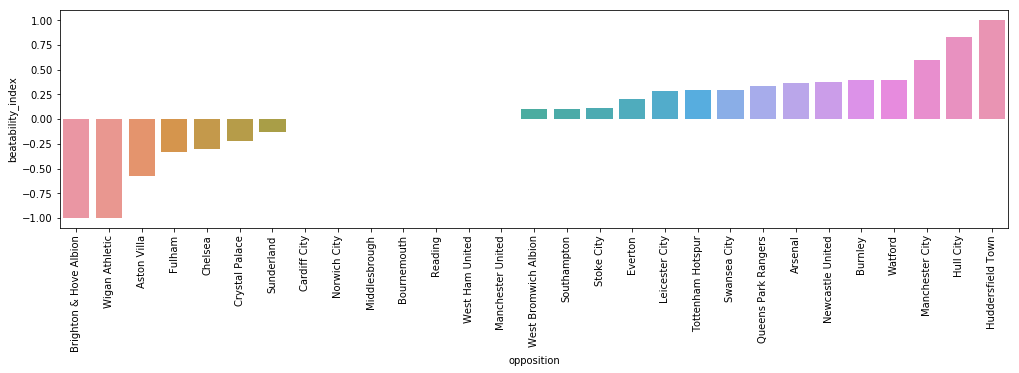 1.00
0.75
0.50
0.25
0.00
−0.25
−0.50
−0.75
−1.00
beatability_index
Brighton & Hove Albion
Wigan Athletic
Aston Villa
Fulham
Chelsea
Crystal Palace
Sunderland
Cardiff City
Norwich City
Middlesbrough
Bournemouth
Reading
West Ham United
Manchester United
West Bromwich Albion
Southampton
Stoke City
Everton
Leicester City
Tottenham Hotspur
Swansea City
Queens Park Rangers
Arsenal
Newcastle United
Burnley
Watford
Manchester City
Hull City
Huddersfield Town
opposition